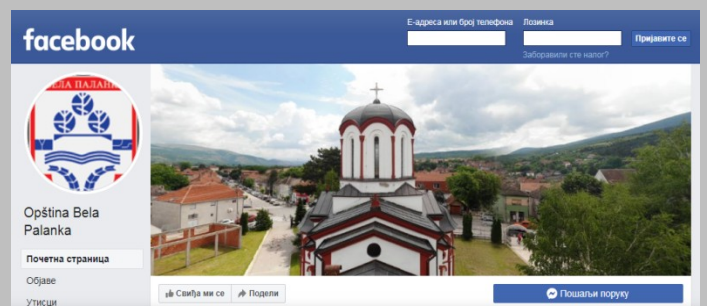 facebook
Е-адреса или број телефона
Лозинка
Пријавите се
Заборавили сте налог?
БЕЛА ПАЛАНКА
Opština Bela
Palanka
Почетна страница
Објаве
Утисци
Свиђа ми се
Подели
Пошаљи поруку